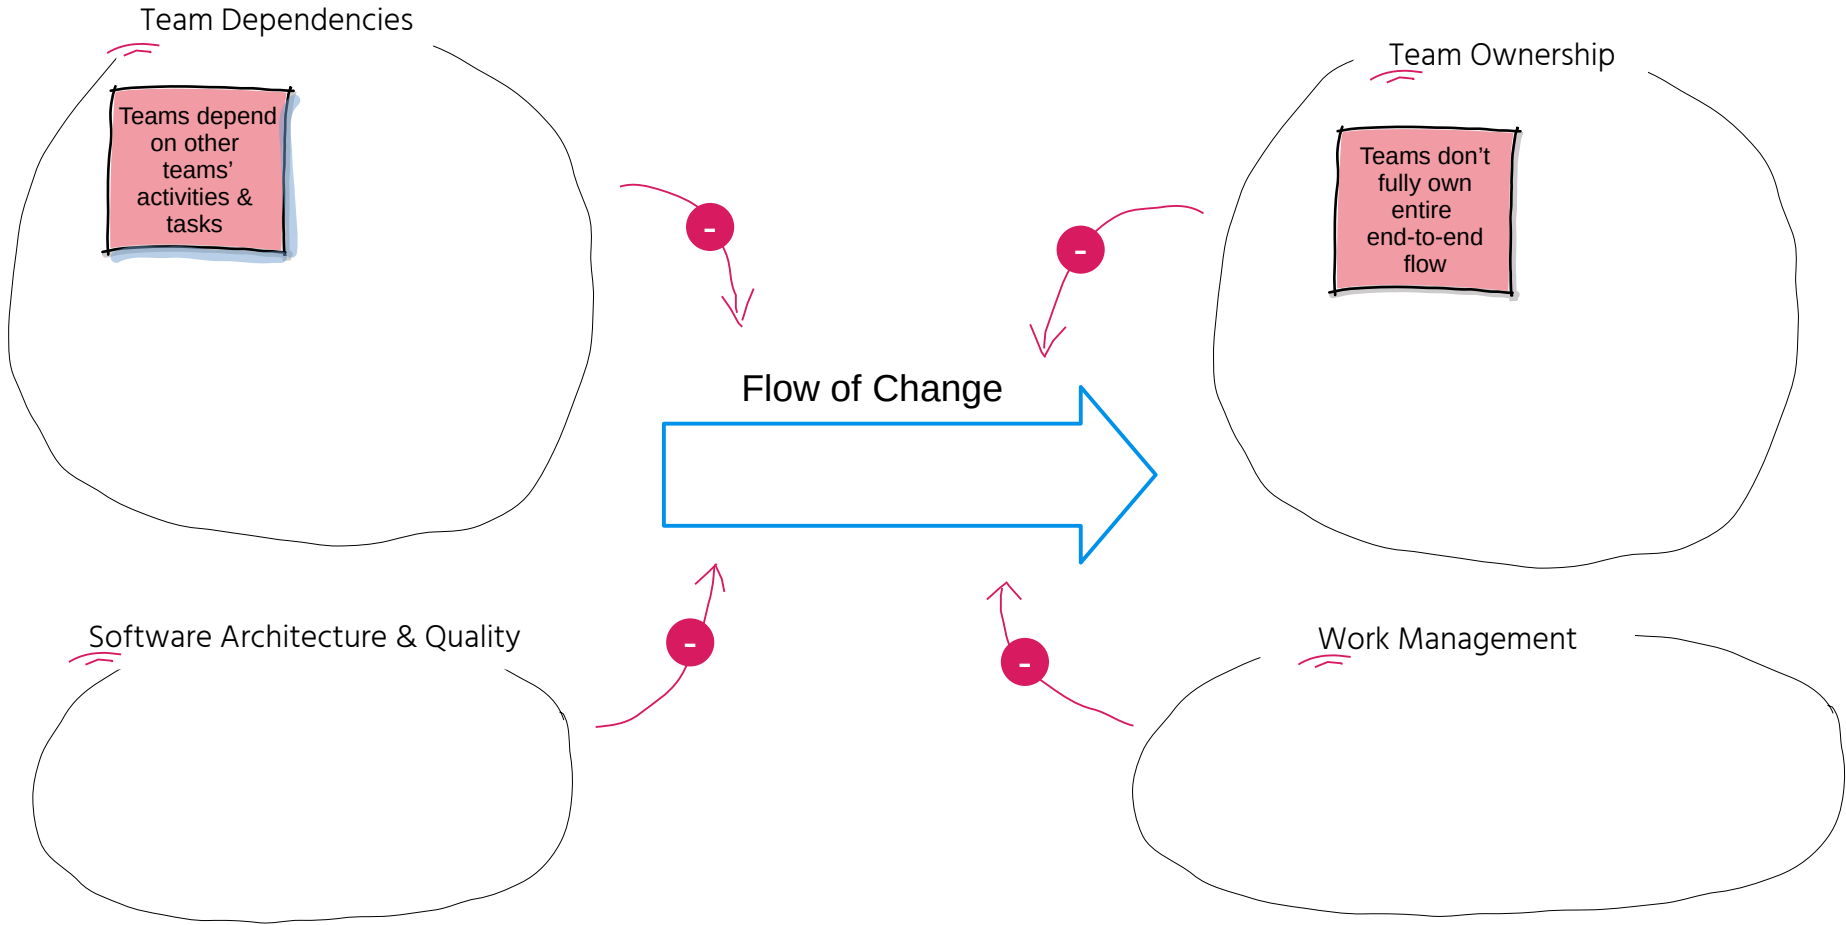 Team Dependencies
Teams depend
on other
teams’
activities &
tasks
Team Ownership
Teams don’t
fully own
entire
end-to-end
flow
-
-
Flow of Change
Software Architecture & Quality
-
Work Management
-